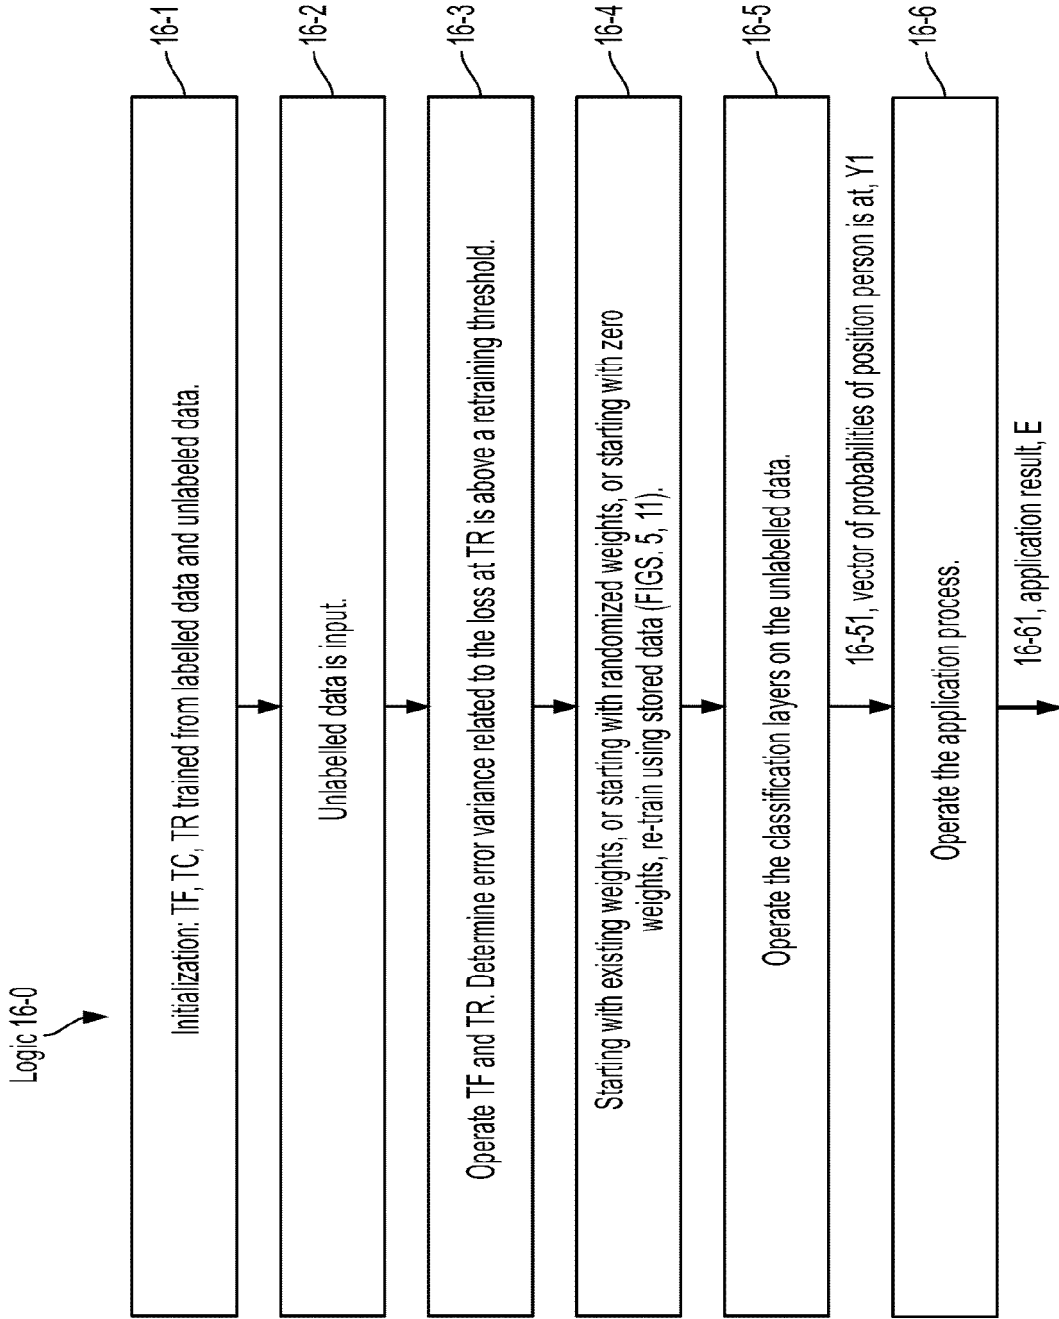 Logic 16-0
16-1
Initialization: TF, TC, TR trained from labelled data and unlabeled data.
16-2
Unlabelled data is input.
16-3
Operate TF and TR. Determine error variance related to the loss at TR is above a retraining threshold.
16-4
Starting with existing weights, or starting with randomized weights, or starting with zero
weights, re-train using stored data (FIGS. 5, 11).
16-5
Operate the classification layers on the unlabelled data.
16-51, vector of probabilities of position person is at, Y1
16-6
Operate the application process.
16-61, application result, E